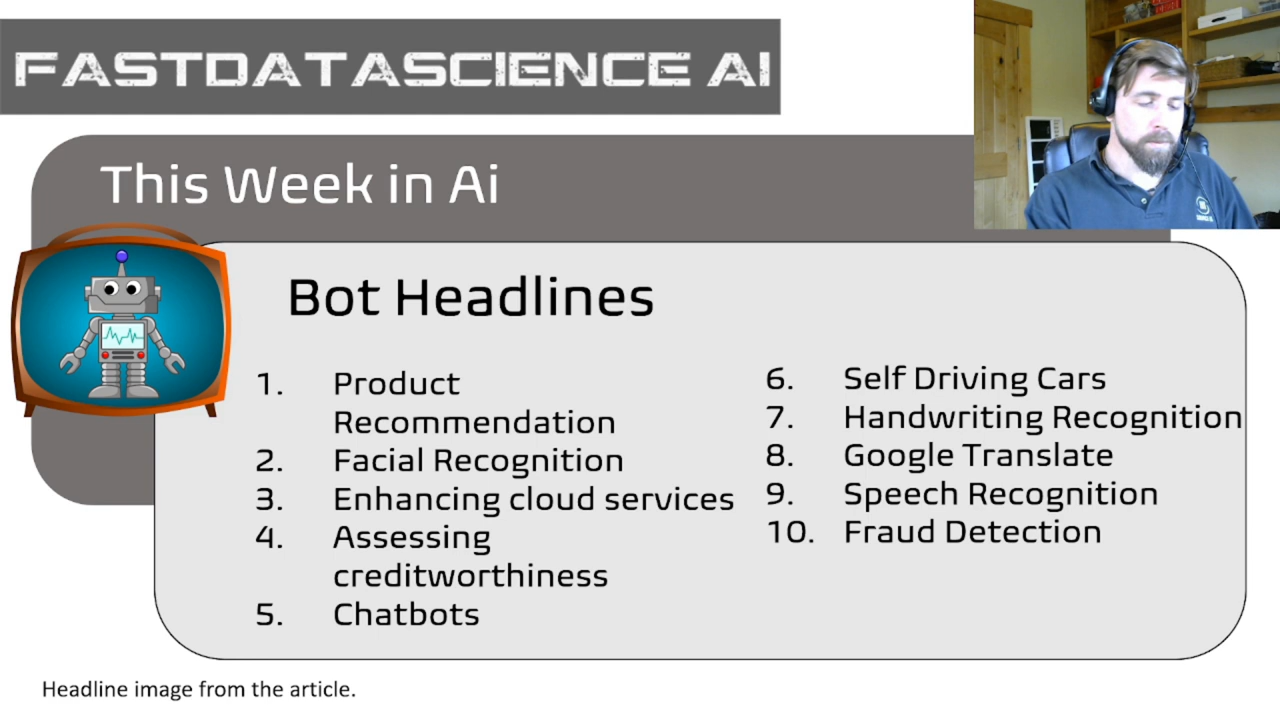 FASTDATASCIENCE AI
This Week in Ai
Bot Headlines
1. Product
Recommendation
2. Facial Recognition
3. Enhancing cloud services
4. Assessing
creditworthiness
5. Chatbots
6. Self Driving Cars
7. Handwriting Recognition
8. Google Translate
9. Speech Recognition
10. Fraud Detection
Headline image from the article.